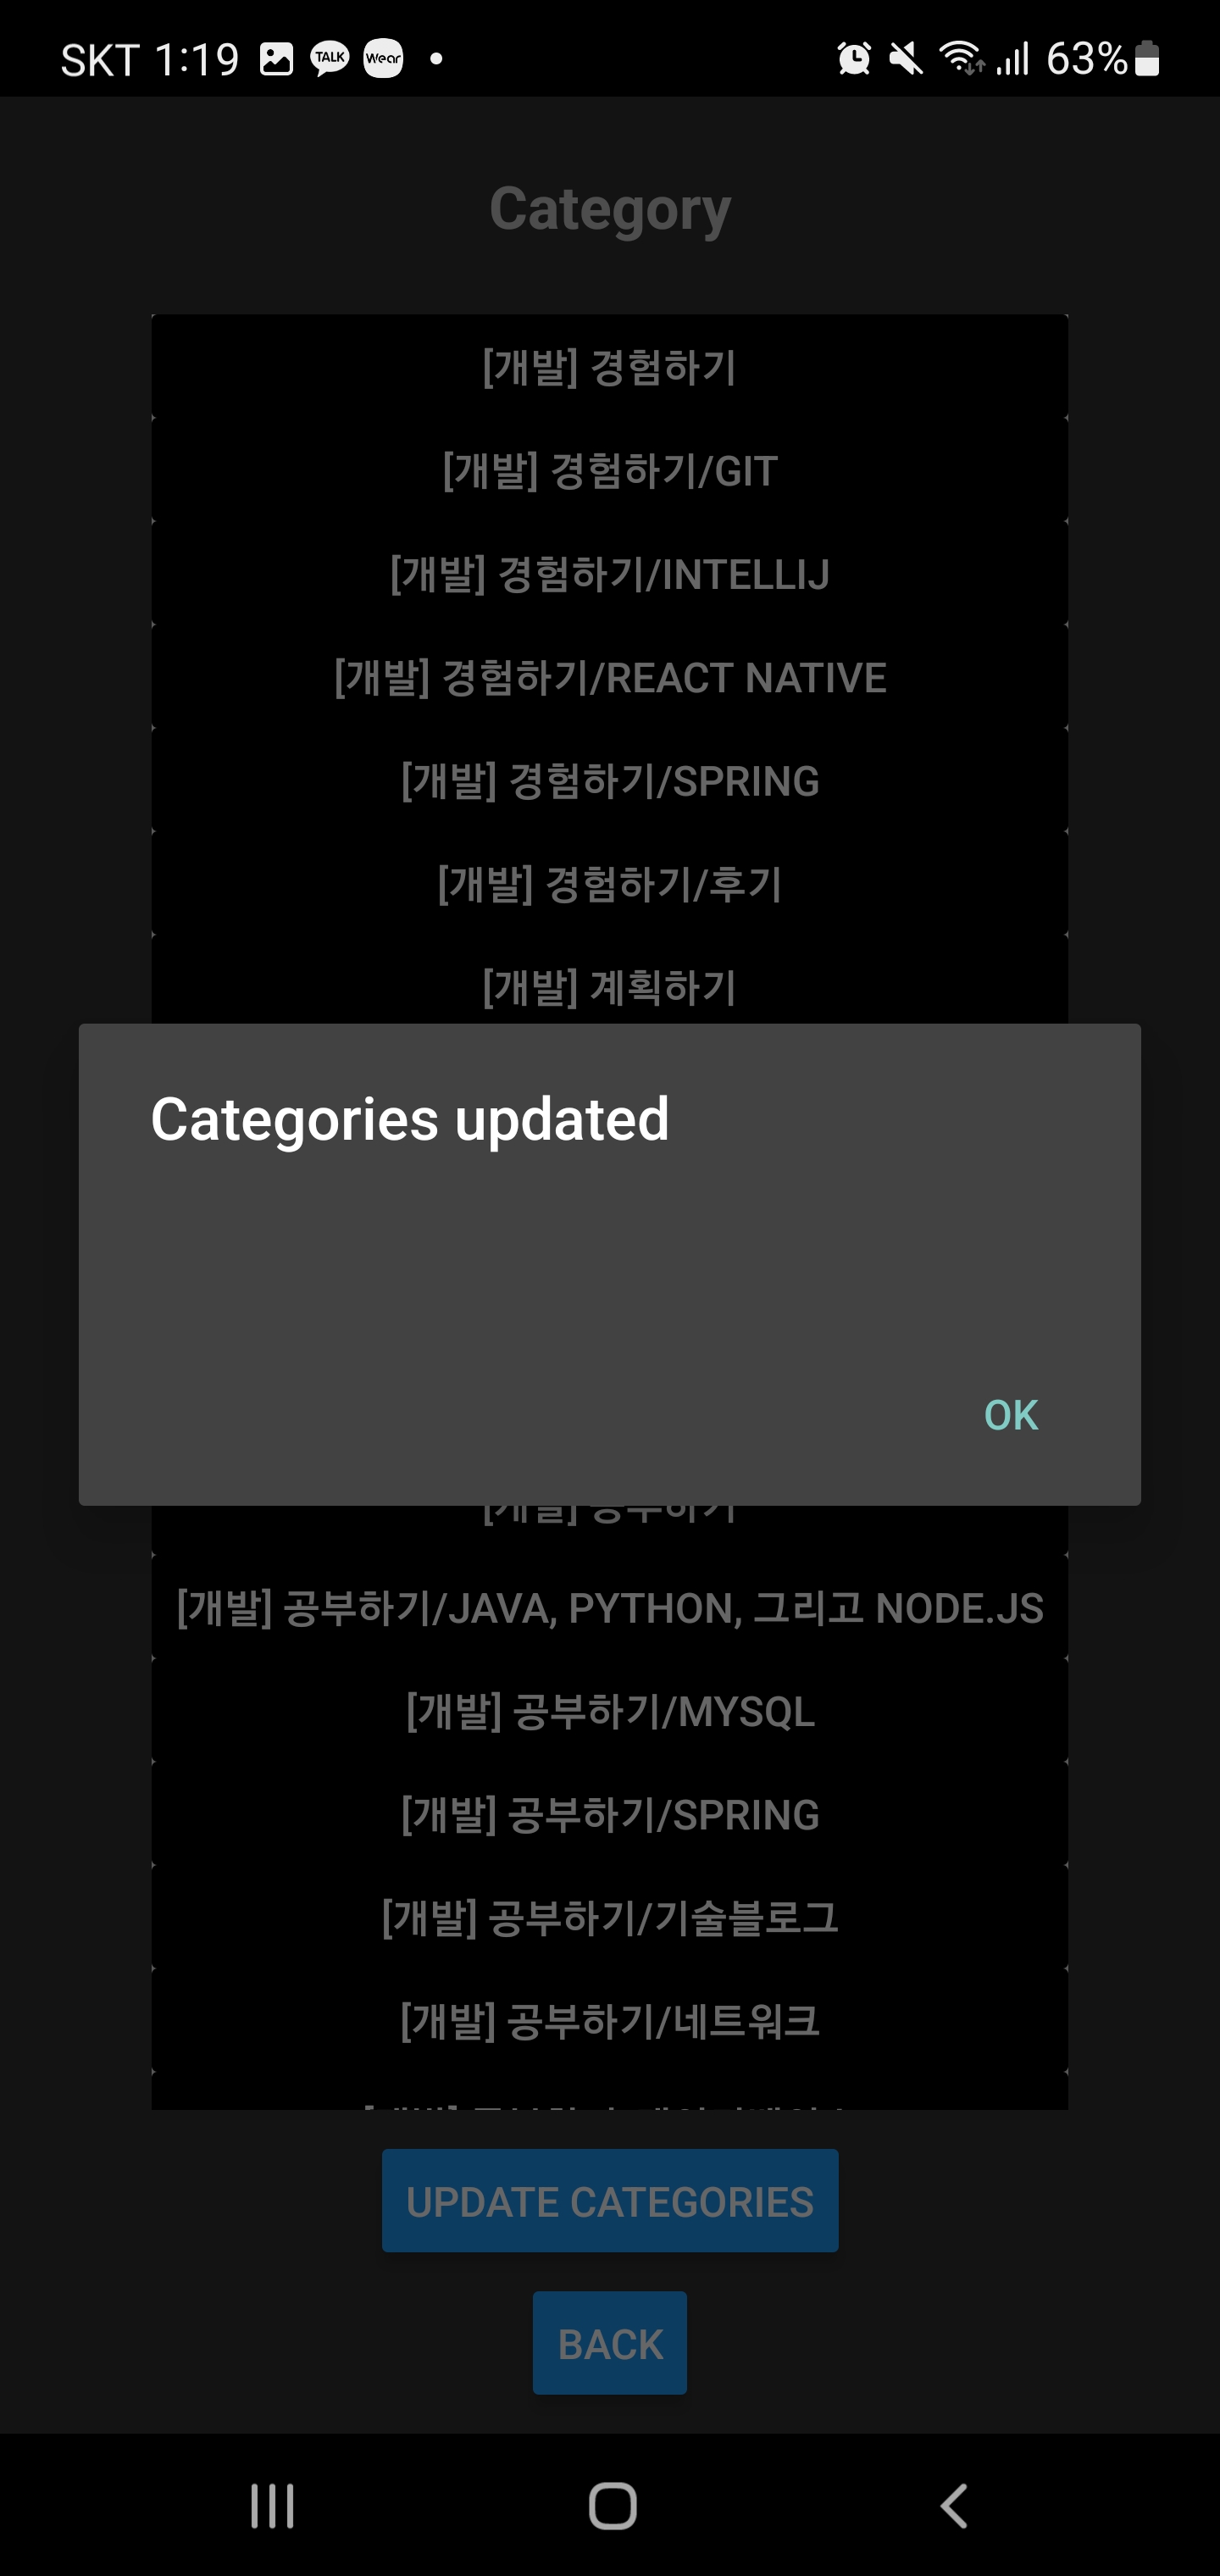 SKT 1:19 TALK Wear 63%
Category
[개발] 경험하기
[개발] 경험하기/GIT
[개발] 경험하기/INTELLIJ
[개발] 경험하기/REACT NATIVE
[개발] 경험하기/SPRING
[개발] 경험하기/후기
[개발] 계획하기
Categories updated
OK
[개발] 공부하기
[개발] 공부하기/JAVA, PYTHON, 그리고 NODE.JS
[개발] 공부하기/MYSQL
[개발] 공부하기/SPRING
[개발] 공부하기/기술블로그
[개발] 공부하기/네트워크
UPDATE CATEGORIES
BACK